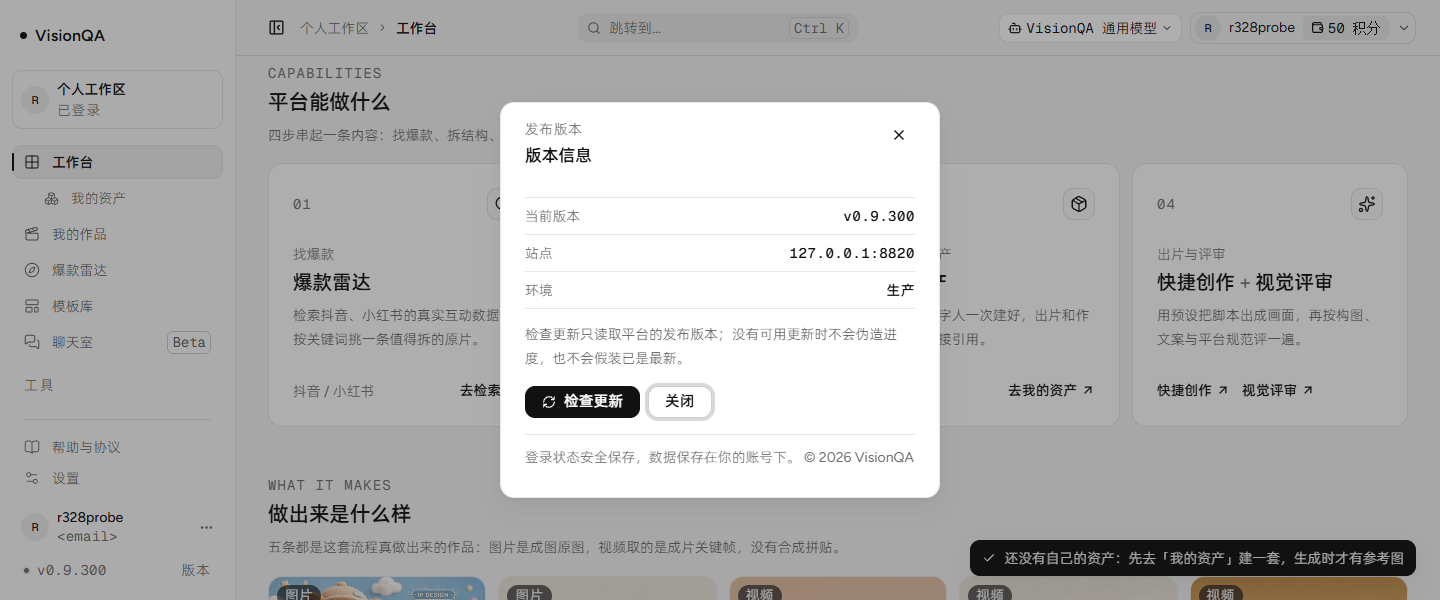 VisionQA
个人工作区
工作台
跳转到...
Ctrl K
VisionQA 通用模型
R
r328probe
50 积分
R
个人工作区
已登录
工作台
我的资产
我的作品
爆款雷达
模板库
聊天室
Beta
工具
帮助与协议
设置
R
r328probe
<email>
v0.9.300
版本
CAPABILITIES
平台能做什么
四步串起一条内容：找爆款、拆结构、
01
找爆款
爆款雷达
检索抖音、小红书的真实互动数据
按关键词挑一条值得拆的原片。
抖音 / 小红书
去检索
发布版本
版本信息
当前版本
v0.9.300
站点
127.0.0.1:8820
环境
生产
检查更新只读取平台的发布版本；没有可用更新时不会伪造进
度，也不会假装已是最新。
检查更新
关闭
登录状态安全保存，数据保存在你的账号下。 © 2026 VisionQA
字人一次建好，出片和作
接引用。
去我的资产
04
出片与评审
快捷创作 + 视觉评审
用预设把脚本出成画面，再按构图、
文案与平台规范评一遍。
快捷创作
视觉评审
WHAT IT MAKES
做出来是什么样
五条都是这套流程真做出来的作品：图片是成图原图，视频取的是成片关键帧，没有合成拼贴。
还没有自己的资产：先去「我的资产」建一套，生成时才有参考图
图片
IP DESIGN
图片
视频
视频
视频